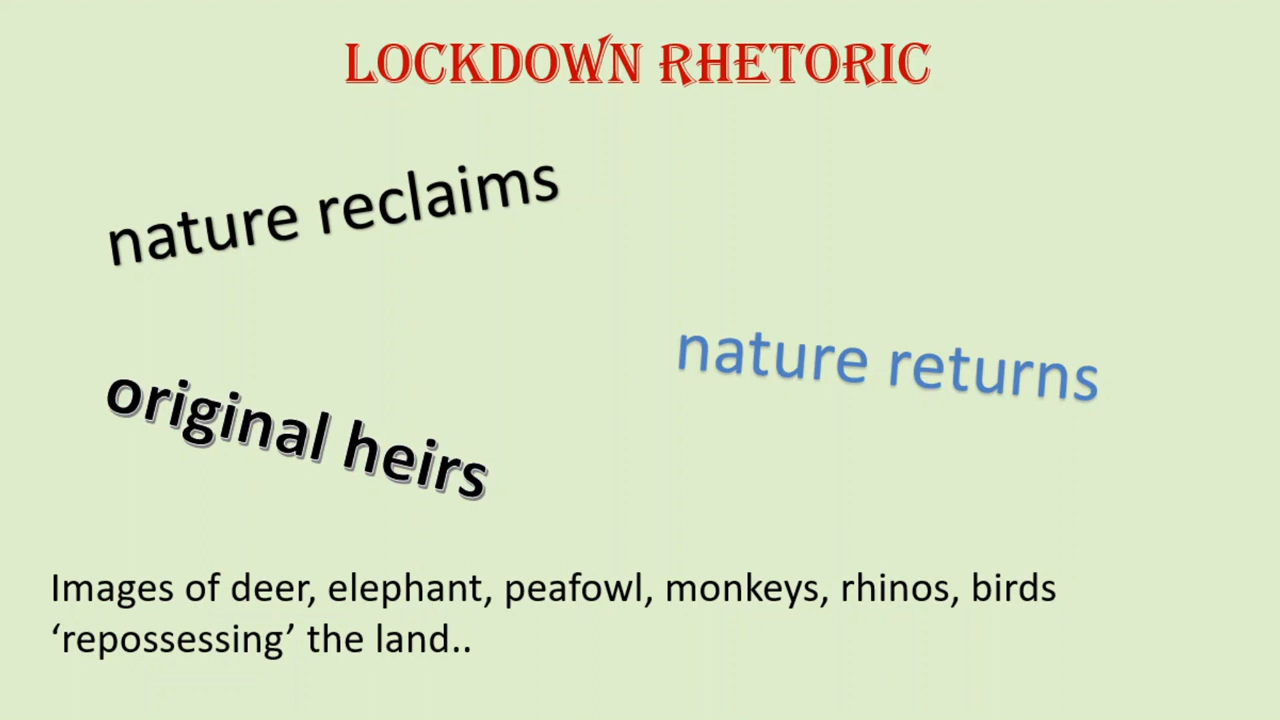 LOCKDOWN RHETORIC
nature reclaims
nature returns
original heirs
Images of deer, elephant, peafowl, monkeys, rhinos, birds
‘repossessing’ the land..